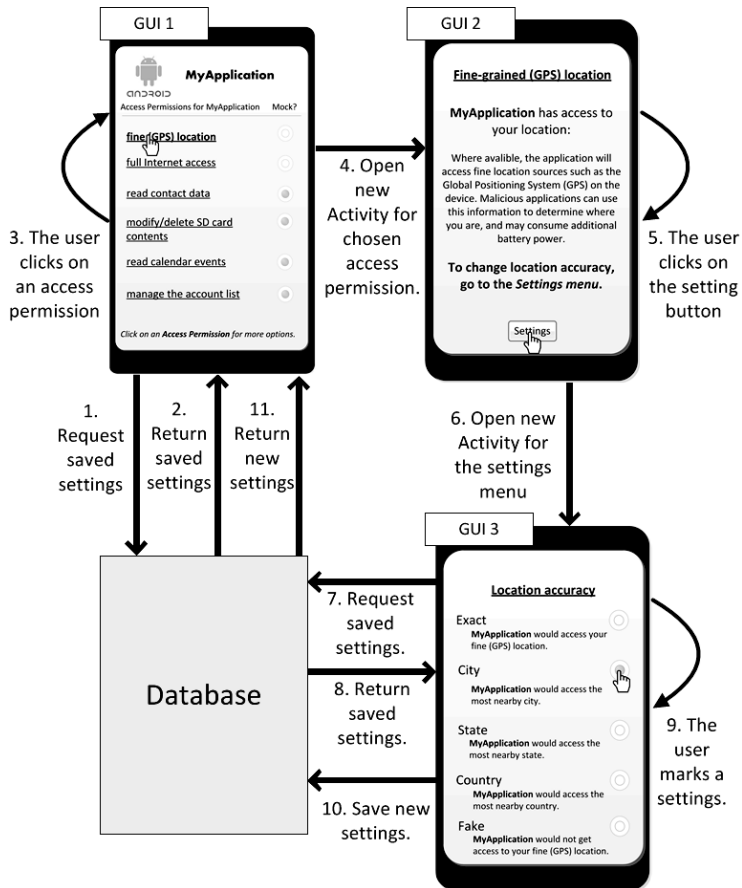 GUI 1
ANDROID
MyApplication
Access Permissions for MyApplication Mock?
fine (GPS) location
full Internet access
read contact data
modify/delete SD card
contents
read calendar events
manage the account list
Click on an Access Permission for more options.
3. The user
clicks on
an access
permission
4. Open
new
Activity for
chosen
access
permission.
GUI 2
Fine-grained (GPS) location
MyApplication has access to
your location:
Where avalible, the application will
access fine location sources such as the
Global Positioning System (GPS) on the
device. Malicious applications can use
this information to determine where
you are, and may consume additional
battery power.
To change location accuracy,
go to the Settings menu.
Settings
5. The user
clicks on
the setting
button
1.
Request
saved
settings
2.
Return
saved
settings
11.
Return
new
settings
6. Open new
Activity for
the settings
menu
Database
7. Request
saved
settings.
8. Return
saved
settings.
10. Save new
settings.
GUI 3
Location accuracy
Exact
MyApplication would access your
fine (GPS) location.
City
MyApplication would access the
most nearby city.
State
MyApplication would access the
most nearby state.
Country
MyApplication would access the
most nearby country.
Fake
MyApplication would not get
access to your fine (GPS) location.
9. The
user
marks a
settings.